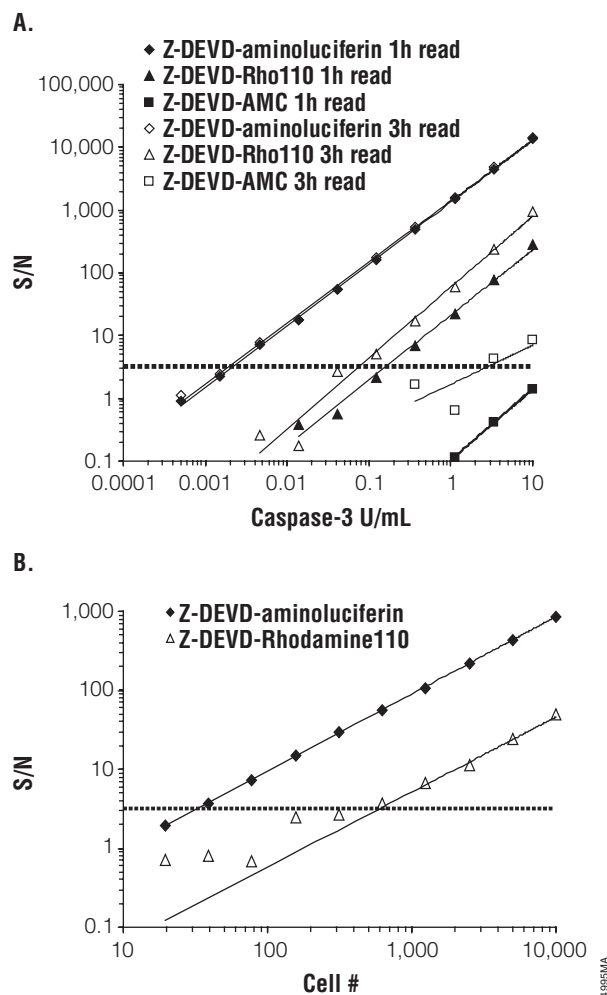 A.
Z-DEVD-aminoluciferin 1h read
Z-DEVD-Rho110 1h read
Z-DEVD-AMC 1h read
Z-DEVD-aminoluciferin 3h read
Z-DEVD-Rho110 3h read
Z-DEVD-AMC 3h read
100,000
10,000
1,000
100
10
1
0.1
S/N
0.0001
0.001
0.01
0.1
1
10
Caspase-3 U/mL
B.
Z-DEVD-aminoluciferin
Z-DEVD-Rhodamine110
1,000
100
10
1
0.1
S/N
10
100
1,000
10,000
Cell #
4995MA